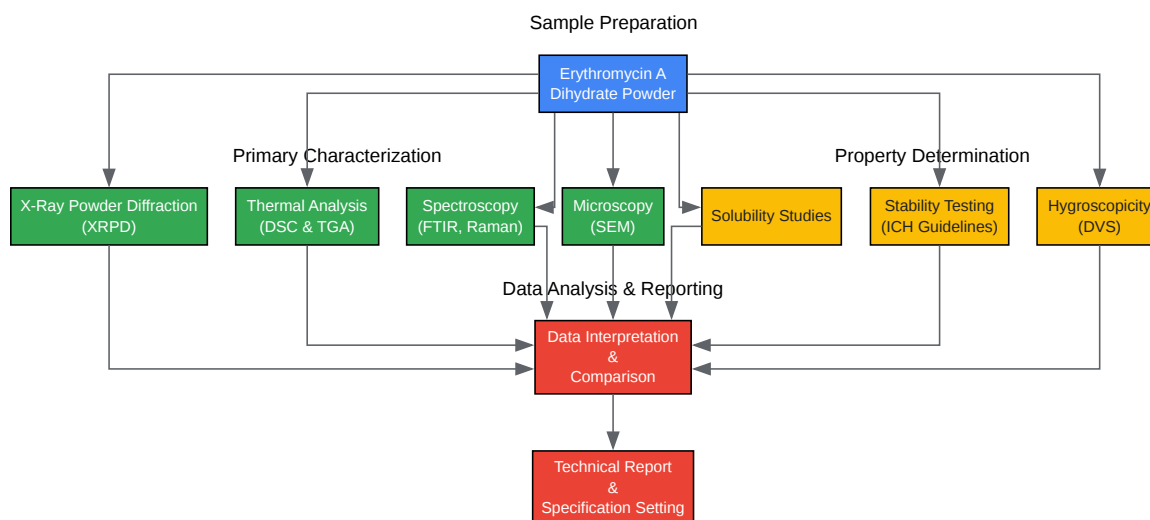 Sample Preparation
Erythromycin A
Dihydrate Powder
Primary Characterization
Property Determination
X-Ray Powder Diffraction
(XRPD)
Thermal Analysis
(DSC & TGA)
Spectroscopy
(FTIR, Raman)
Microscopy
(SEM)
Solubility Studies
Stability Testing
(ICH Guidelines)
Hygroscopicity
(DVS)
Data Analysis & Reporting
Data Interpretation
&
Comparison
Technical Report
&
Specification Setting